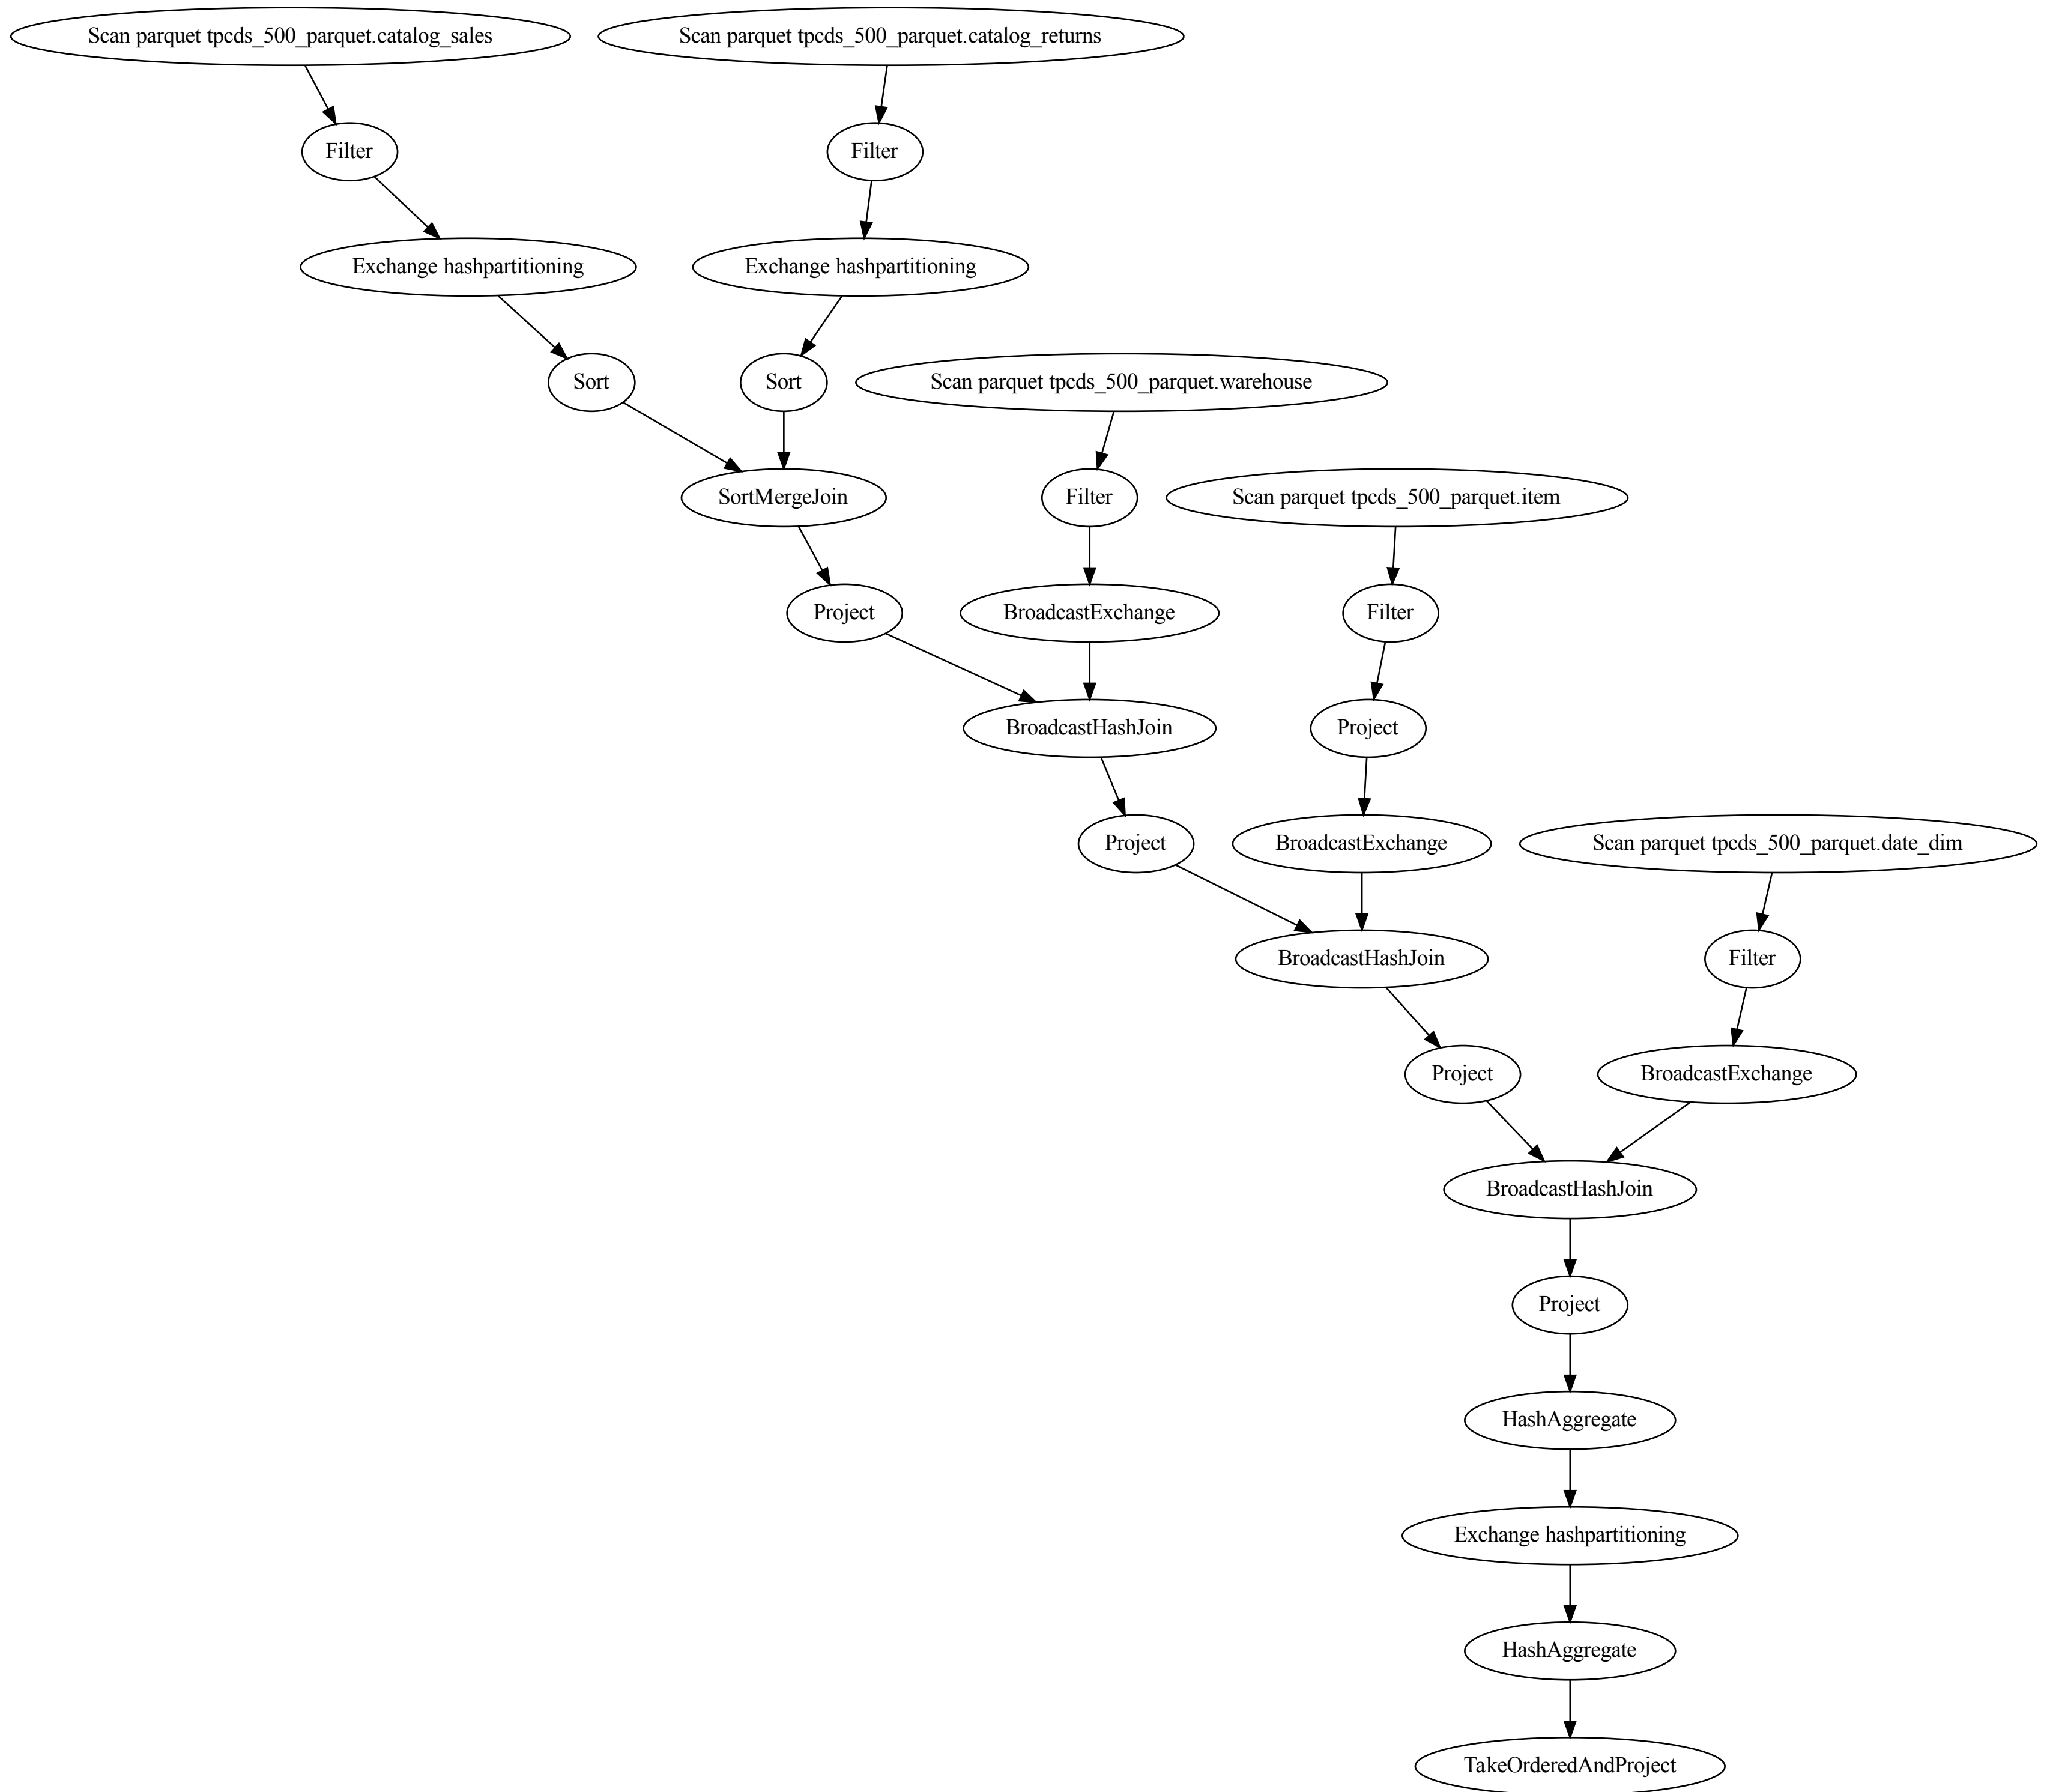 Scan parquet tpcds_500_parquet.catalog_sales
Scan parquet tpcds_500_parquet.catalog_returns
Filter
Filter
Exchange hashpartitioning
Exchange hashpartitioning
Sort
Sort
Scan parquet tpcds_500_parquet.warehouse
SortMergeJoin
Filter
Scan parquet tpcds_500_parquet.item
Project
BroadcastExchange
Filter
BroadcastHashJoin
Project
Project
BroadcastExchange
Scan parquet tpcds_500_parquet.date_dim
BroadcastHashJoin
Filter
Project
BroadcastExchange
BroadcastHashJoin
Project
HashAggregate
Exchange hashpartitioning
HashAggregate
TakeOrderedAndProject